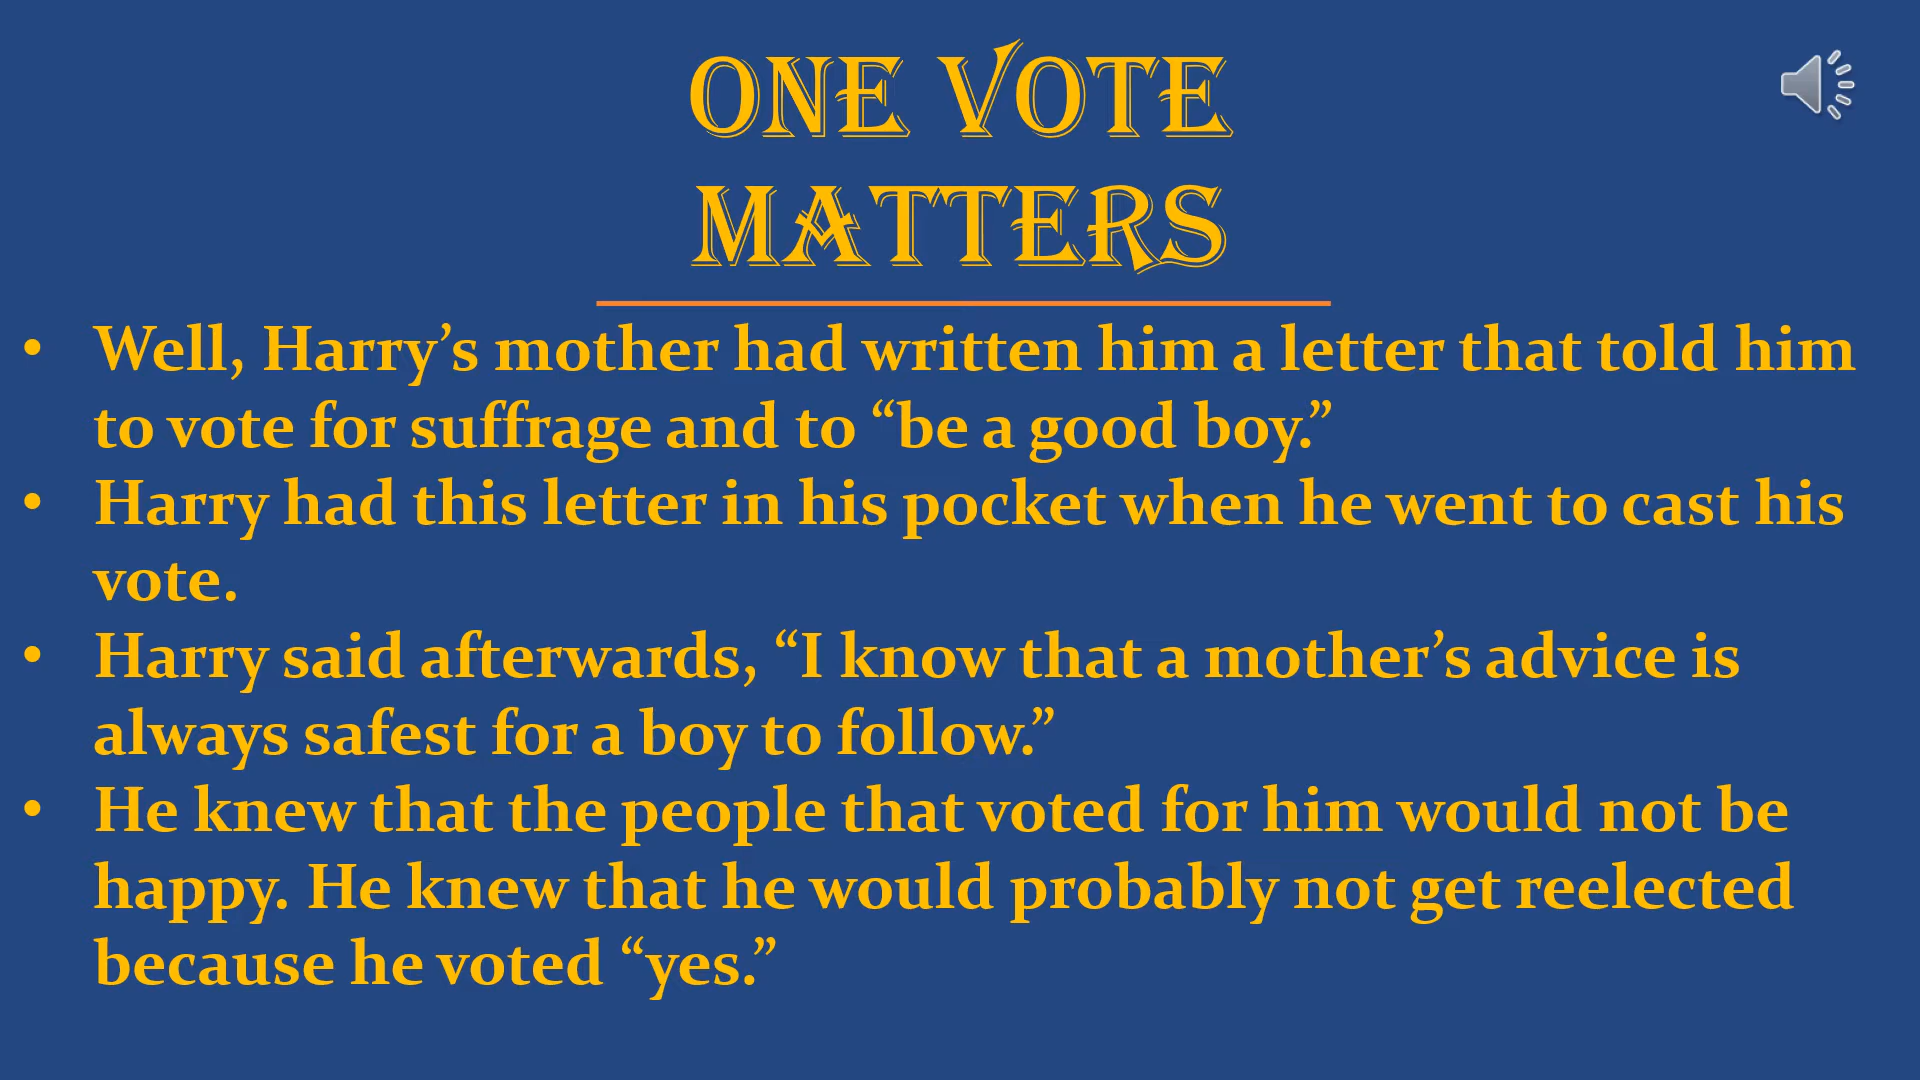 ONE VOTE
MATTERS
• Well, Harry’s mother had written him a letter that told him
to vote for suffrage and to “be a good boy.”
• Harry had this letter in his pocket when he went to cast his
vote.
• Harry said afterwards, “I know that a mother’s advice is
always safest for a boy to follow.”
• He knew that the people that voted for him would not be
happy. He knew that he would probably not get reelected
because he voted “yes.”